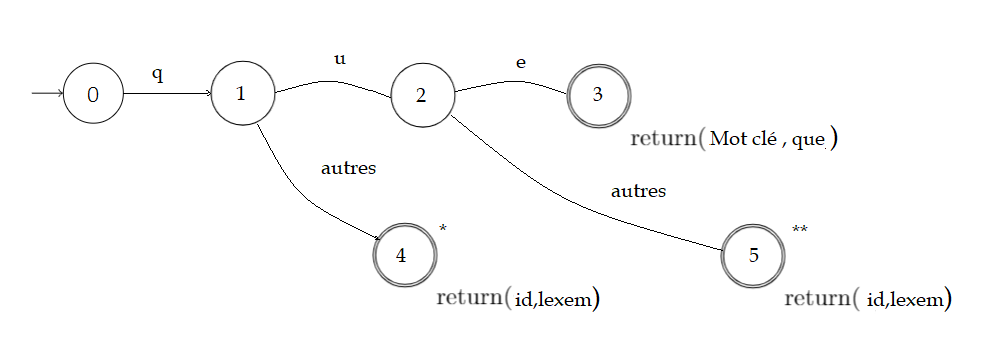 q
u
e
0
1
2
3
return( Mot clé , que )
autres
autres
4
*
5
**
return( id,lexem)
return( id,lexem)